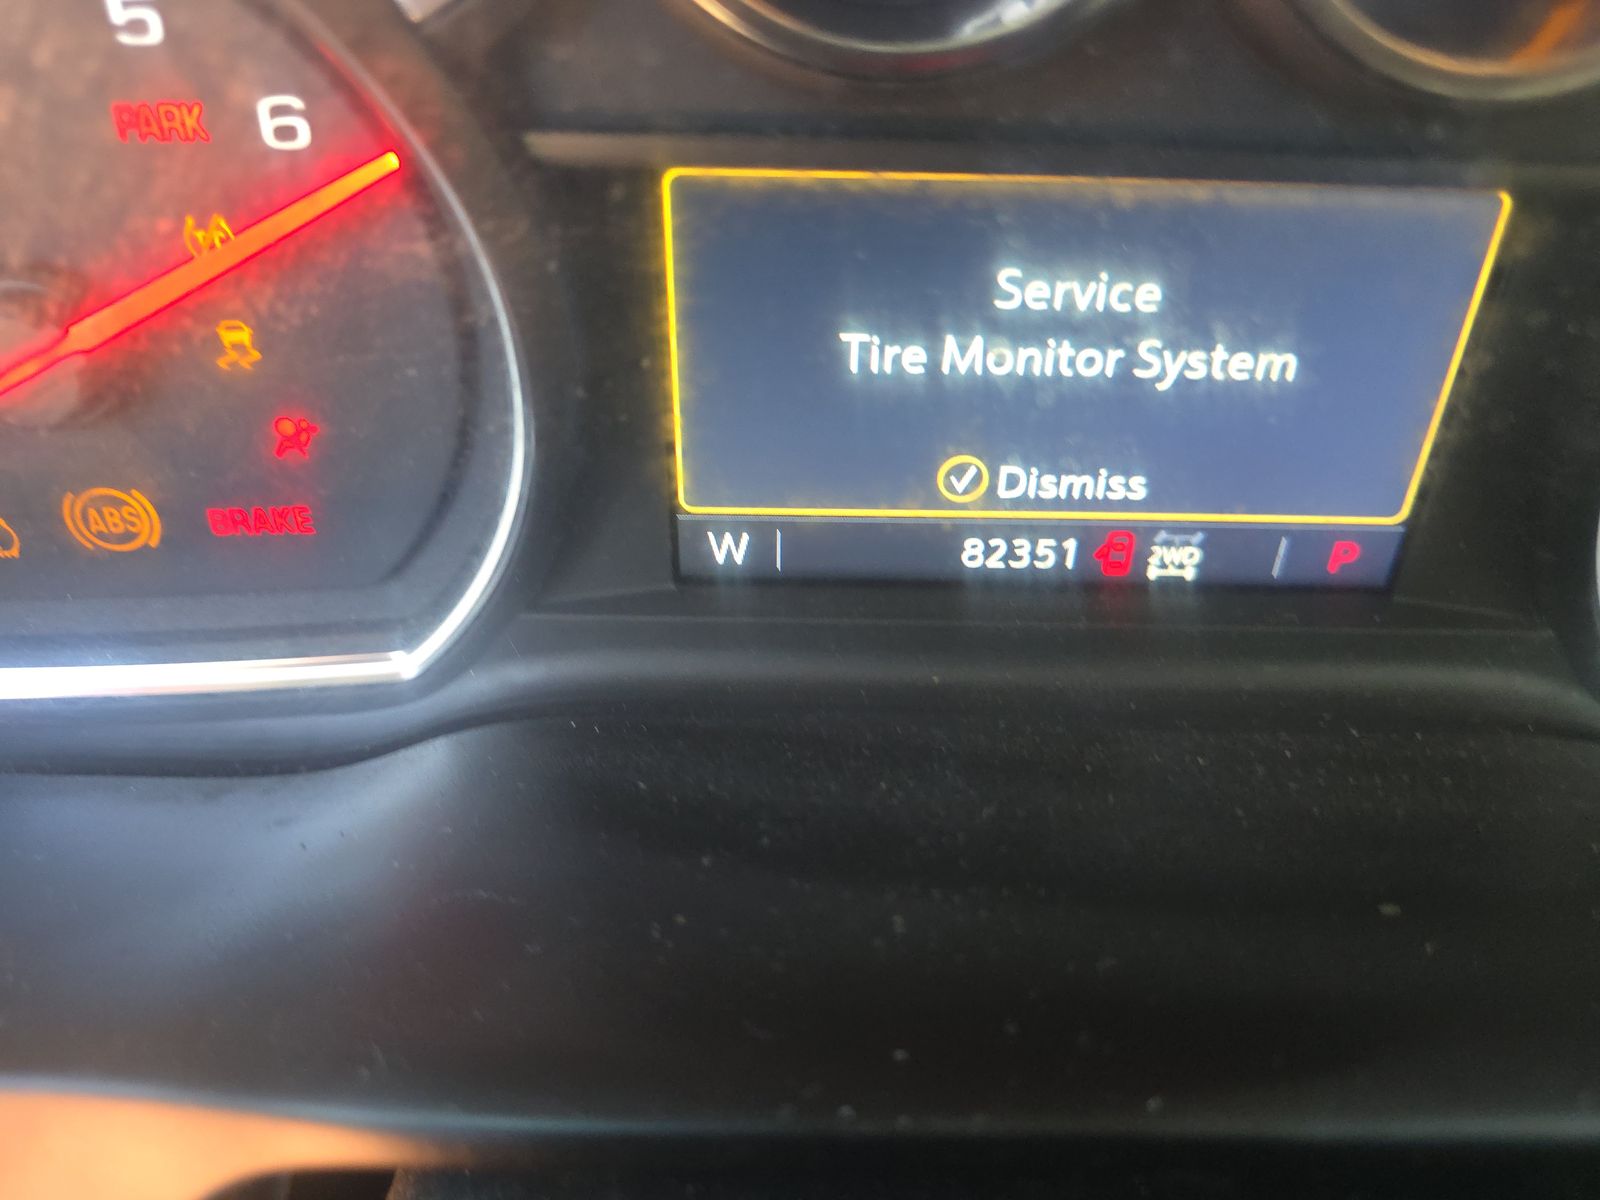 5
6
PARK
ABS
BRAKE
Service
Tire Monitor System
Dismiss
W 82351 2WD P